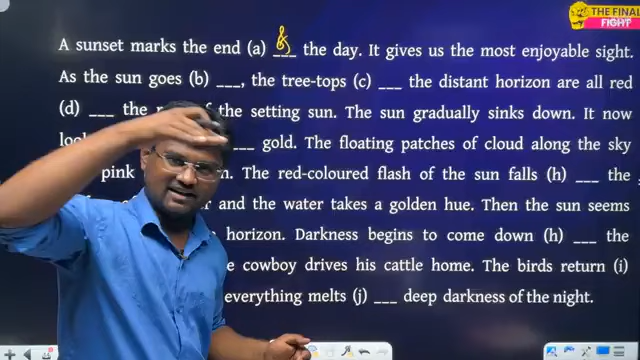 THE FINAL
FIGHT
A sunset marks the end (a) ___ the day. It gives us the most enjoyable sight.
As the sun goes (b) ___, the tree-tops (c) ___ the distant horizon are all red
(d) ___ the of the setting sun. The sun gradually sinks down. It now
___ gold. The floating patches of cloud along the sky
pink The red-coloured flash of the sun falls (h) ___ the
and the water takes a golden hue. Then the sun seems
horizon. Darkness begins to come down (h) ___ the
cowboy drives his cattle home. The birds return (i)
everything melts (j) ___ deep darkness of the night.